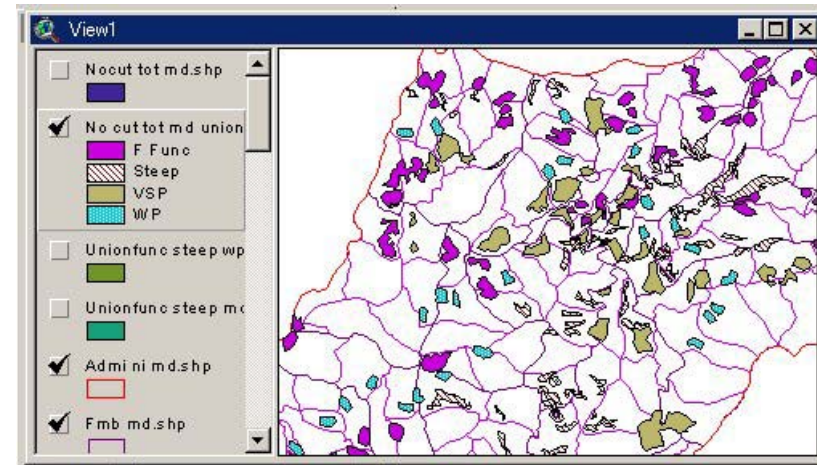 View1
Nocut tot md.shp
No cut tot md union
F Func
Steep
VSP
WP
Unionfunc steep wp
Unionfunc steep mc
Admini md.shp
Fmb md.shp